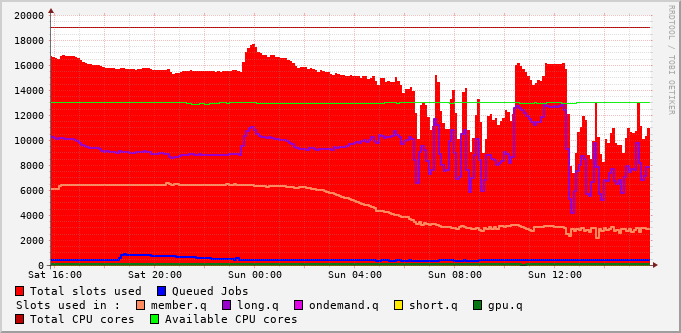 20000
18000
16000
14000
12000
10000
8000
6000
4000
2000
0
Sat 16:00 Sat 20:00 Sun 00:00 Sun 04:00 Sun 08:00 Sun 12:00
RRDTOOL / TOBI OETIKER
Total slots used Queued Jobs
Slots used in : member.q long.q ondemand.q short.q gpu.q
Total CPU cores Available CPU cores